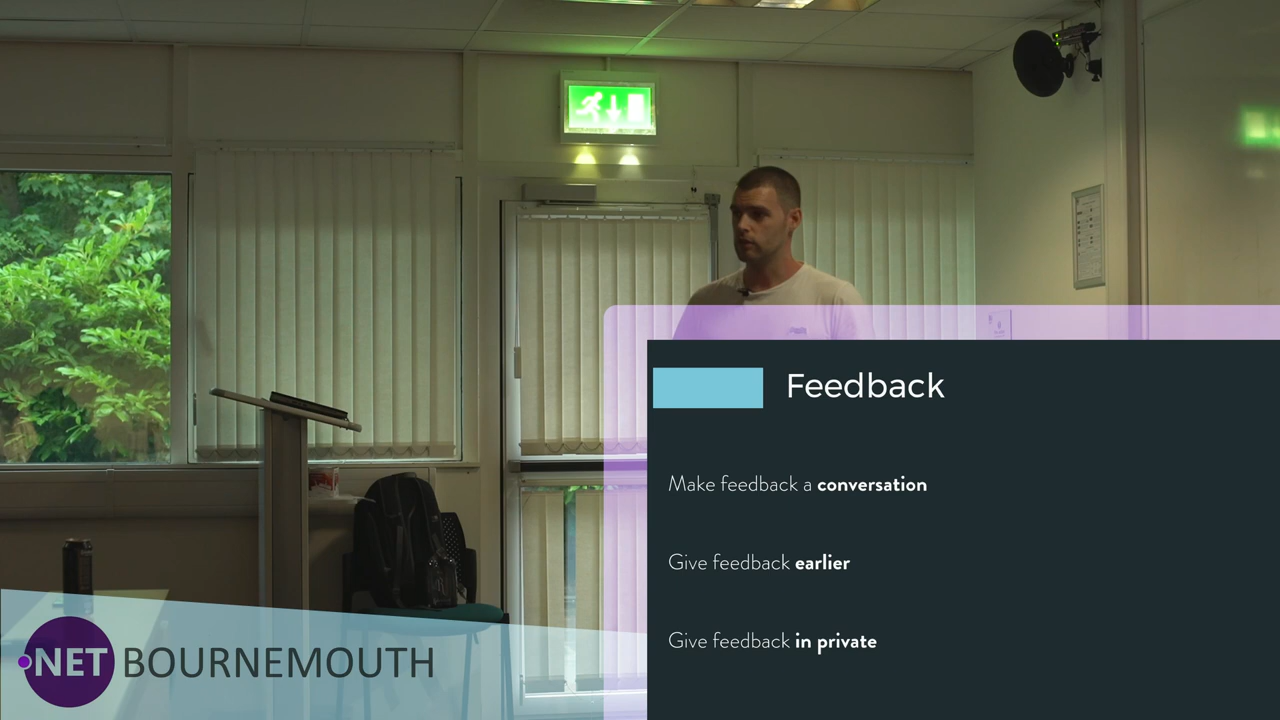 Feedback
Make feedback a conversation
Give feedback earlier
Give feedback in private
.NET BOURNEMOUTH